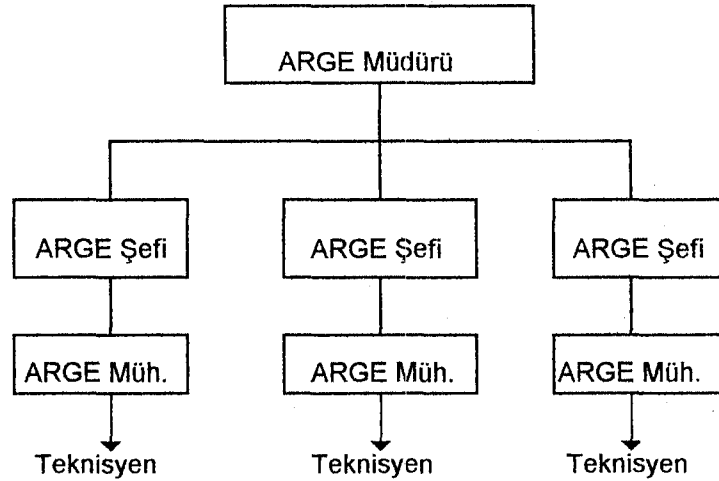 ARGE Müdürü
ARGE Şefi ARGE Şefi ARGE Şefi
ARGE Müh. ARGE Müh. ARGE Müh.
Teknisyen Teknisyen Teknisyen